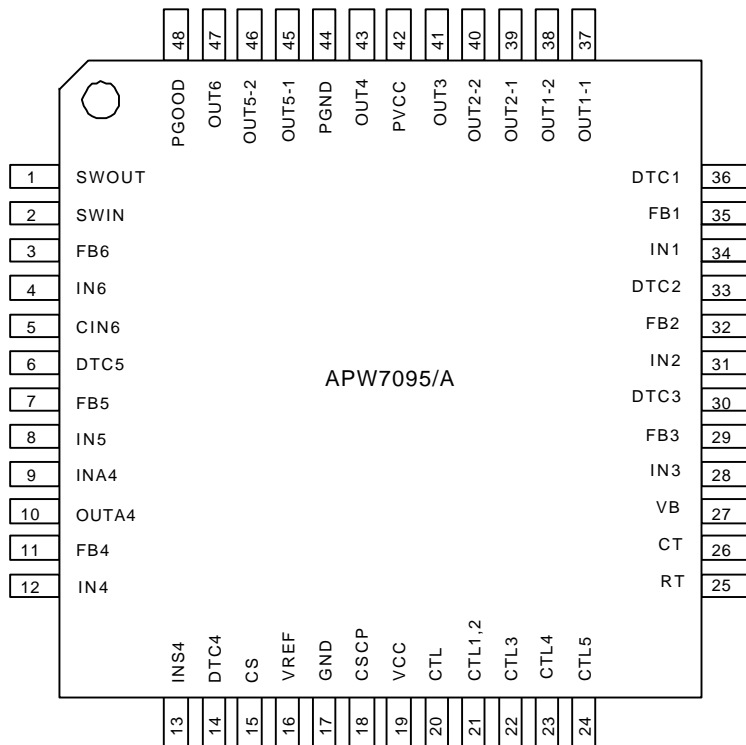 48 47 46 45 44 43 42 41 40 39 38 37
PGOOD OUT6 OUT5-2 OUT5-1 PGND OUT4 PVCC OUT3 OUT2-2 OUT2-1 OUT1-2 OUT1-1
1 SWOUT DTC1 36
2 SWIN FB1 35
3 FB6 IN1 34
4 IN6 DTC2 33
5 CIN6 FB2 32
6 DTC5 IN2 31
APW7095/A
7 FB5 DTC3 30
8 IN5 FB3 29
9 INA4 IN3 28
10 OUTA4 VB 27
11 FB4 CT 26
12 IN4 RT 25
INS4 DTC4 CS VREF GND CSCP VCC CTL CTL1,2 CTL3 CTL4 CTL5
13 14 15 16 17 18 19 20 21 22 23 24